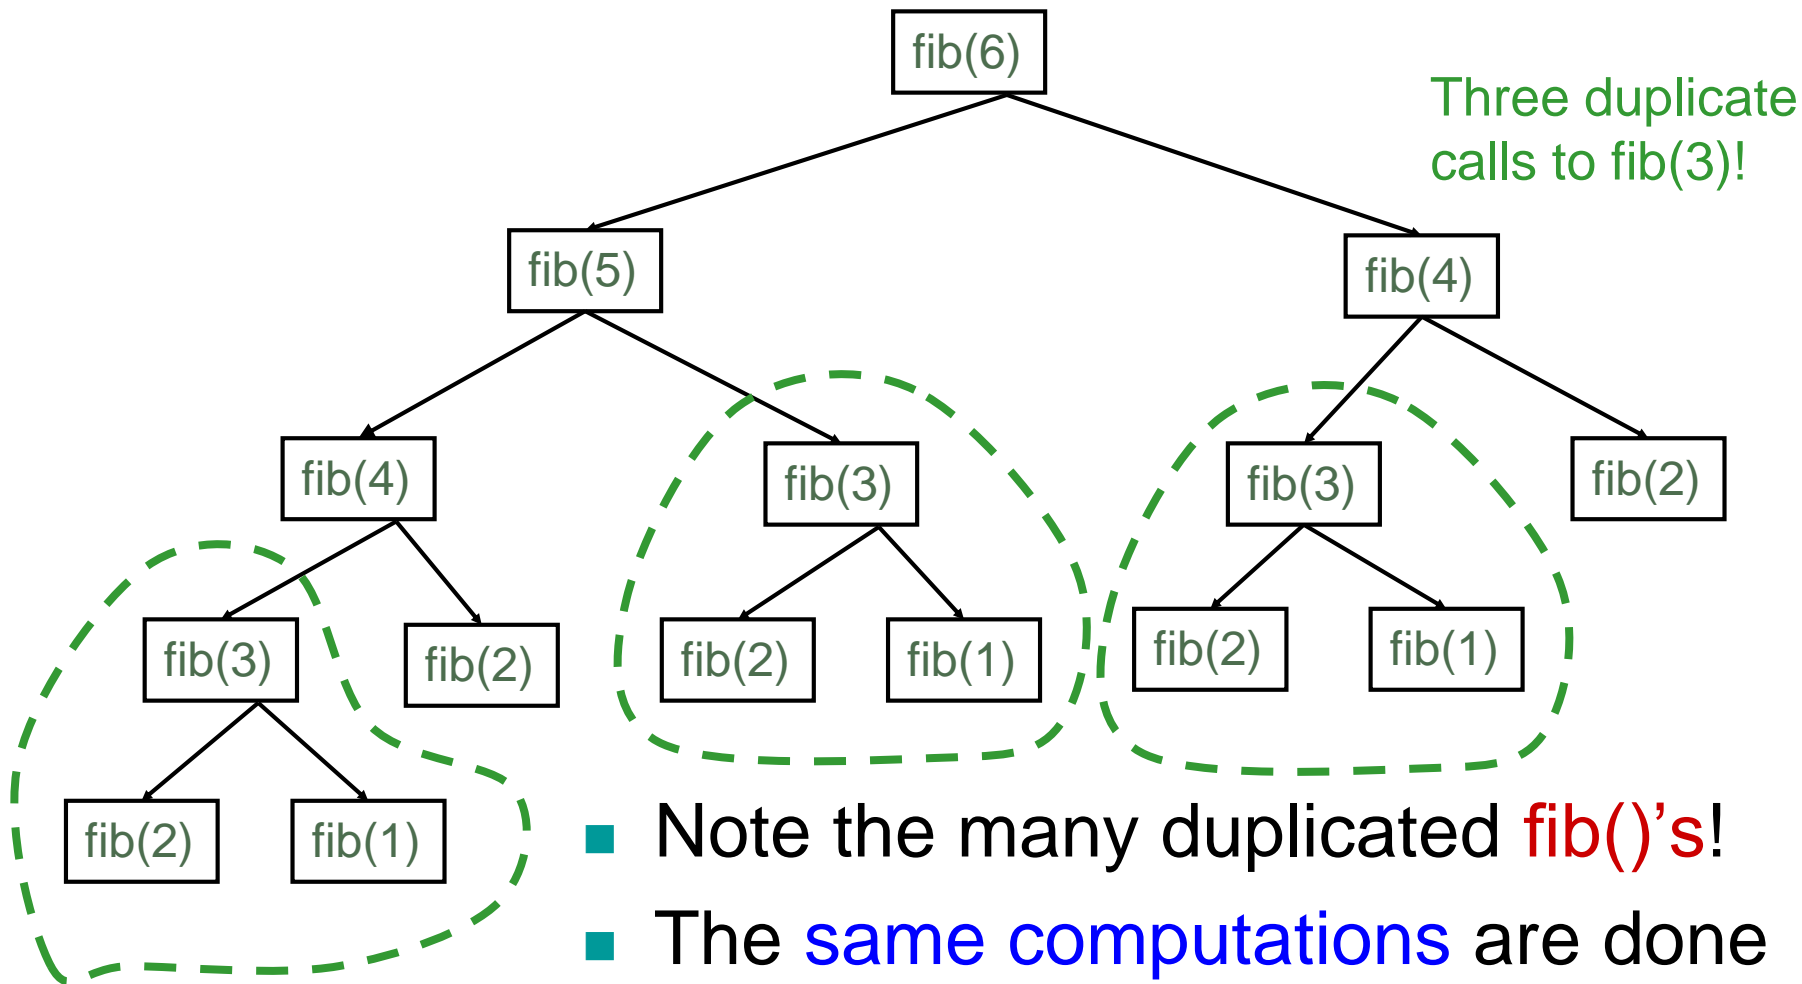 fib(6)
Three duplicate
calls to fib(3)!
fib(5)
fib(4)
fib(4)
fib(3)
fib(3)
fib(2)
fib(3)
fib(2)
fib(2)
fib(1)
fib(2)
fib(1)
fib(2)
fib(1)
Note the many duplicated fib()’s!
The same computations are done